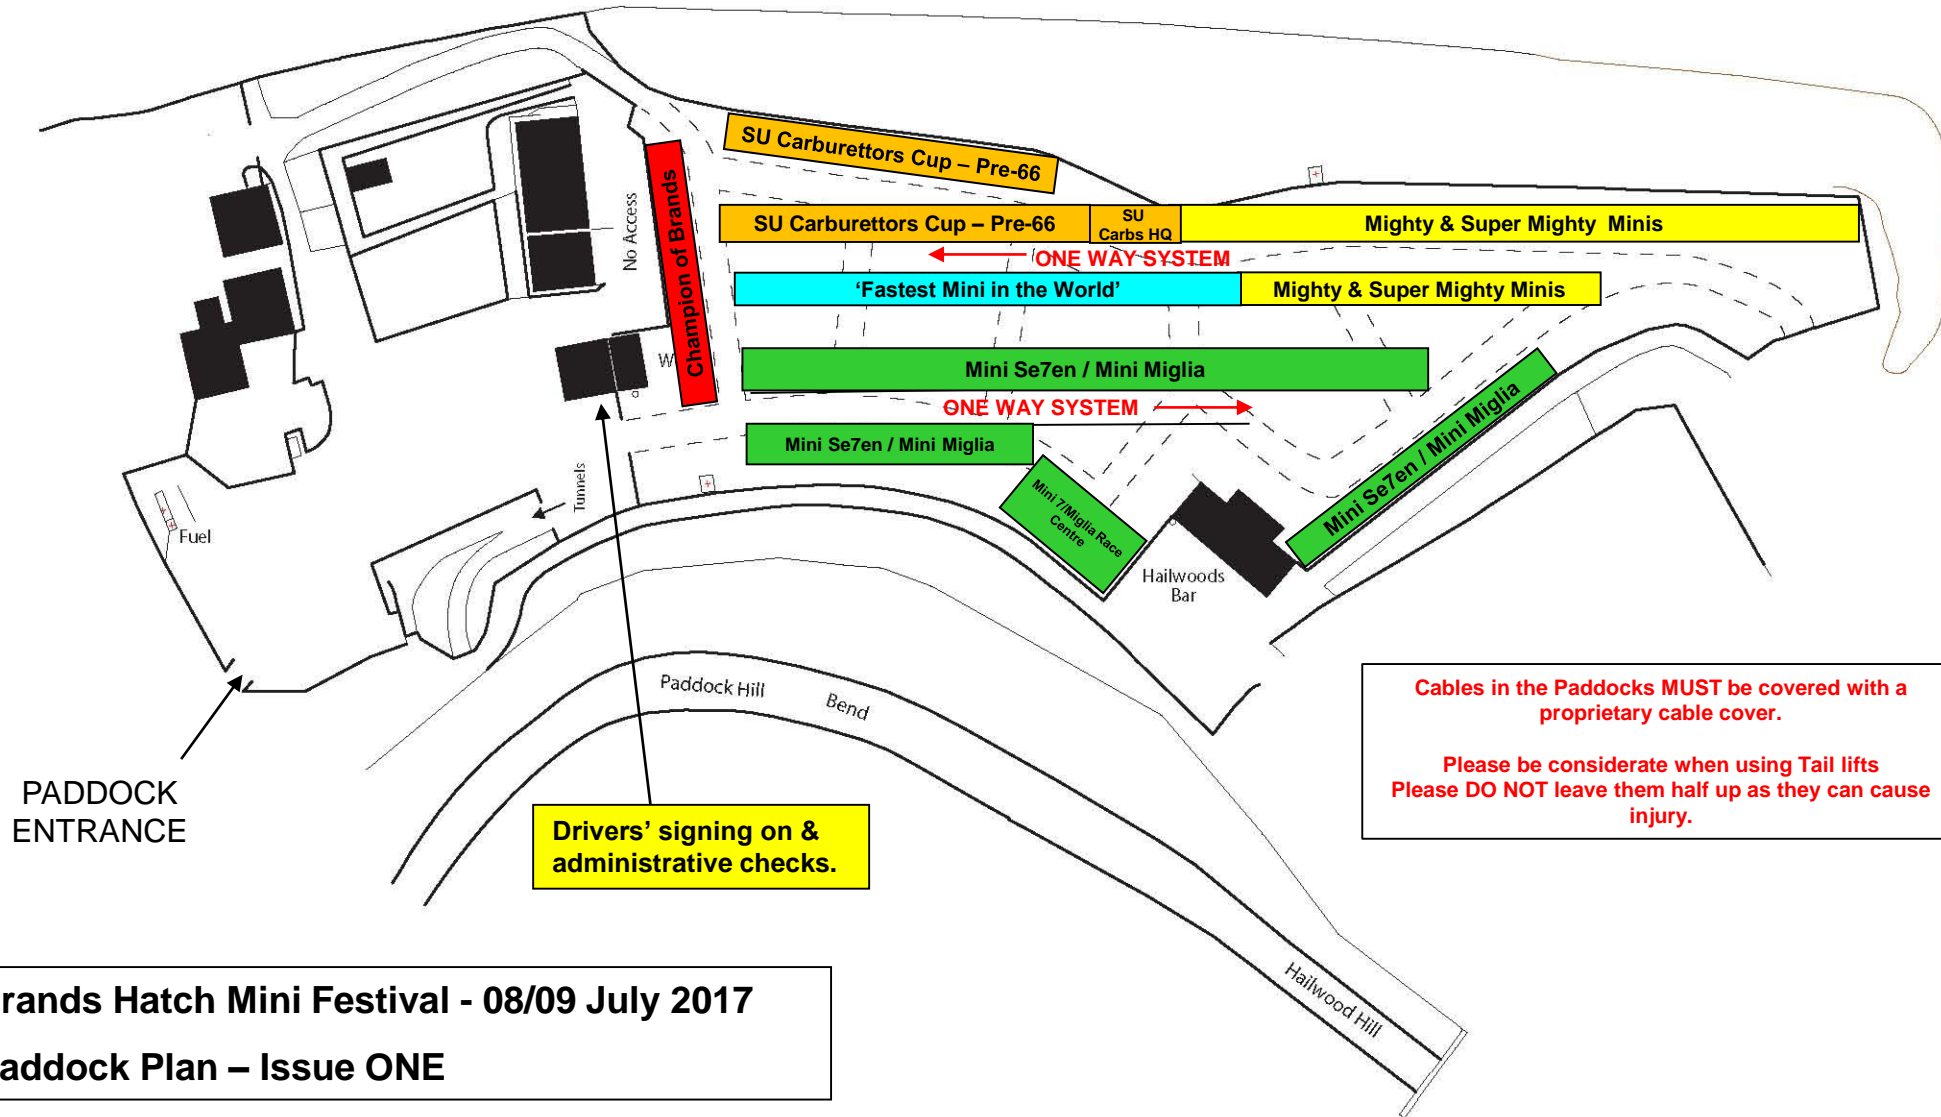 SU Carburettors Cup – Pre-66
SU Carburettors Cup – Pre-66
SU
Carbs HQ
Mighty & Super Mighty Minis
No Access
Champion of Brands
ONE WAY SYSTEM
'Fastest Mini in the World'
Mighty & Super Mighty Minis
W
Mini Se7en / Mini Miglia
ONE WAY SYSTEM
Mini Se7en / Mini Miglia
Mini Se7en / Mini Miglia
Tunnels
Mini 7/Miglia Race
Centre
Fuel
Hailwoods
Bar
Paddock Hill Bend
PADDOCK
ENTRANCE
Cables in the Paddocks MUST be covered with a
proprietary cable cover.
Please be considerate when using Tail lifts
Please DO NOT leave them half up as they can cause
injury.
Drivers' signing on &
administrative checks.
Hailwood Hill
rands Hatch Mini Festival - 08/09 July 2017
addock Plan – Issue ONE